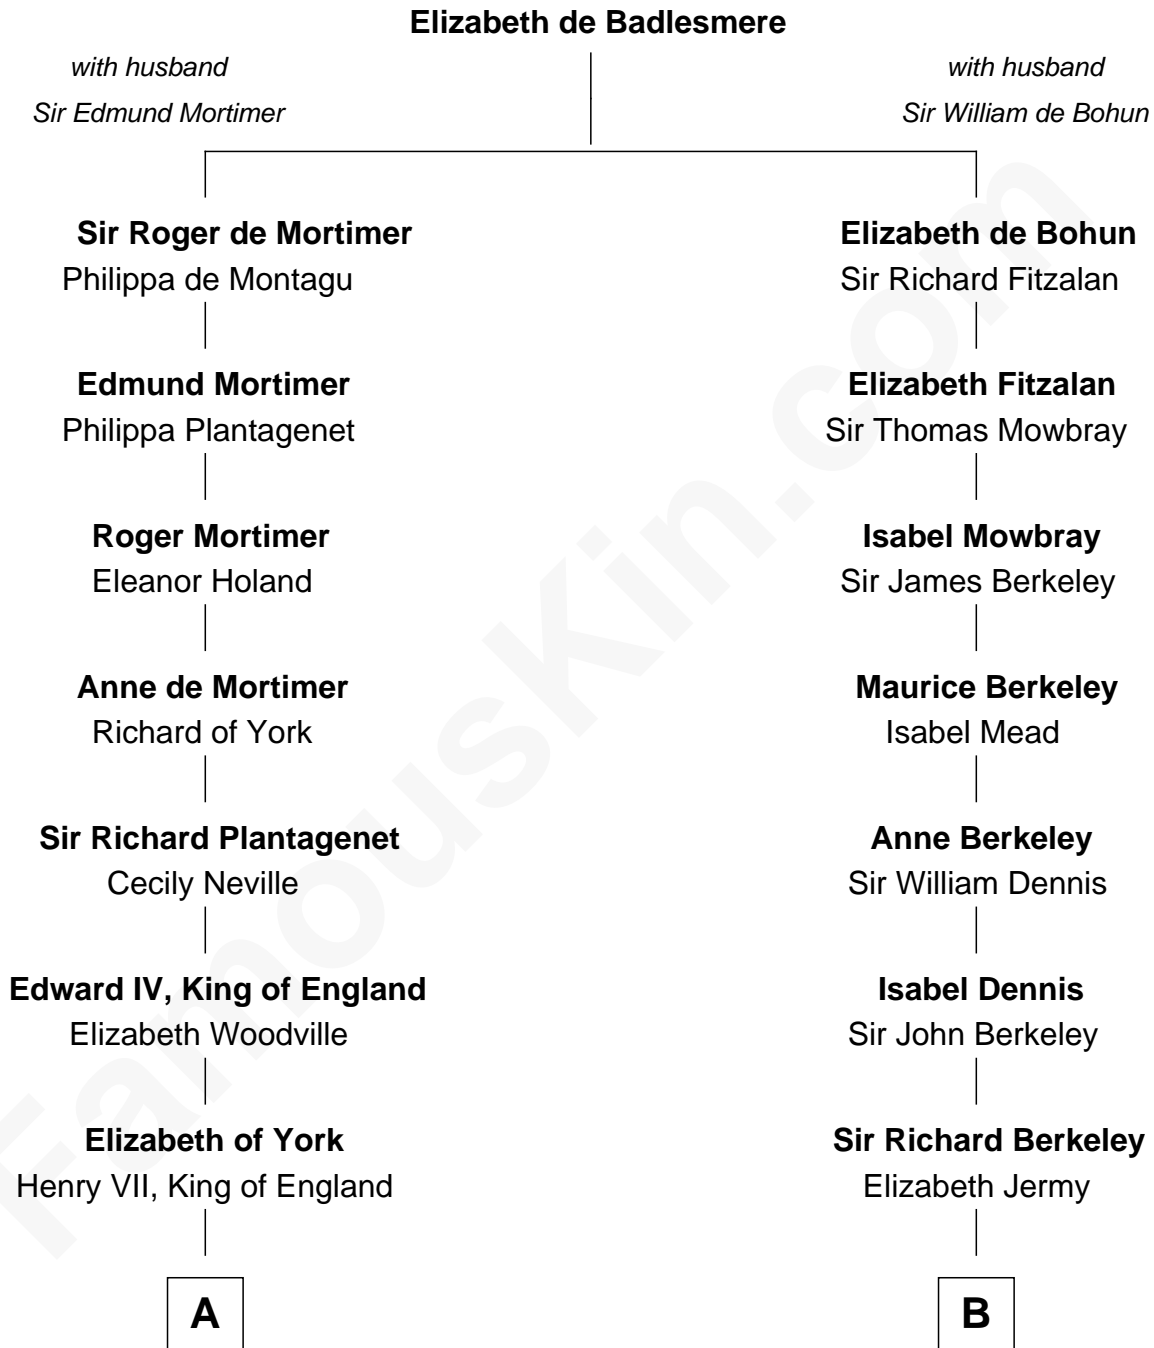 Elizabeth de Badlesmere
with husband
Sir Edmund Mortimer
with husband
Sir William de Bohun
Sir Roger de Mortimer
Philippa de Montagu
Elizabeth de Bohun
Sir Richard Fitzalan
Edmund Mortimer
Philippa Plantagenet
Elizabeth Fitzalan
Sir Thomas Mowbray
Roger Mortimer
Eleanor Holand
Isabel Mowbray
Sir James Berkeley
Anne de Mortimer
Richard of York
Maurice Berkeley
Isabel Mead
Sir Richard Plantagenet
Cecily Neville
Anne Berkeley
Sir William Dennis
Edward IV, King of England
Elizabeth Woodville
Isabel Dennis
Sir John Berkeley
Elizabeth of York
Henry VII, King of England
Sir Richard Berkeley
Elizabeth Jermy
A
B
FamousKin.com